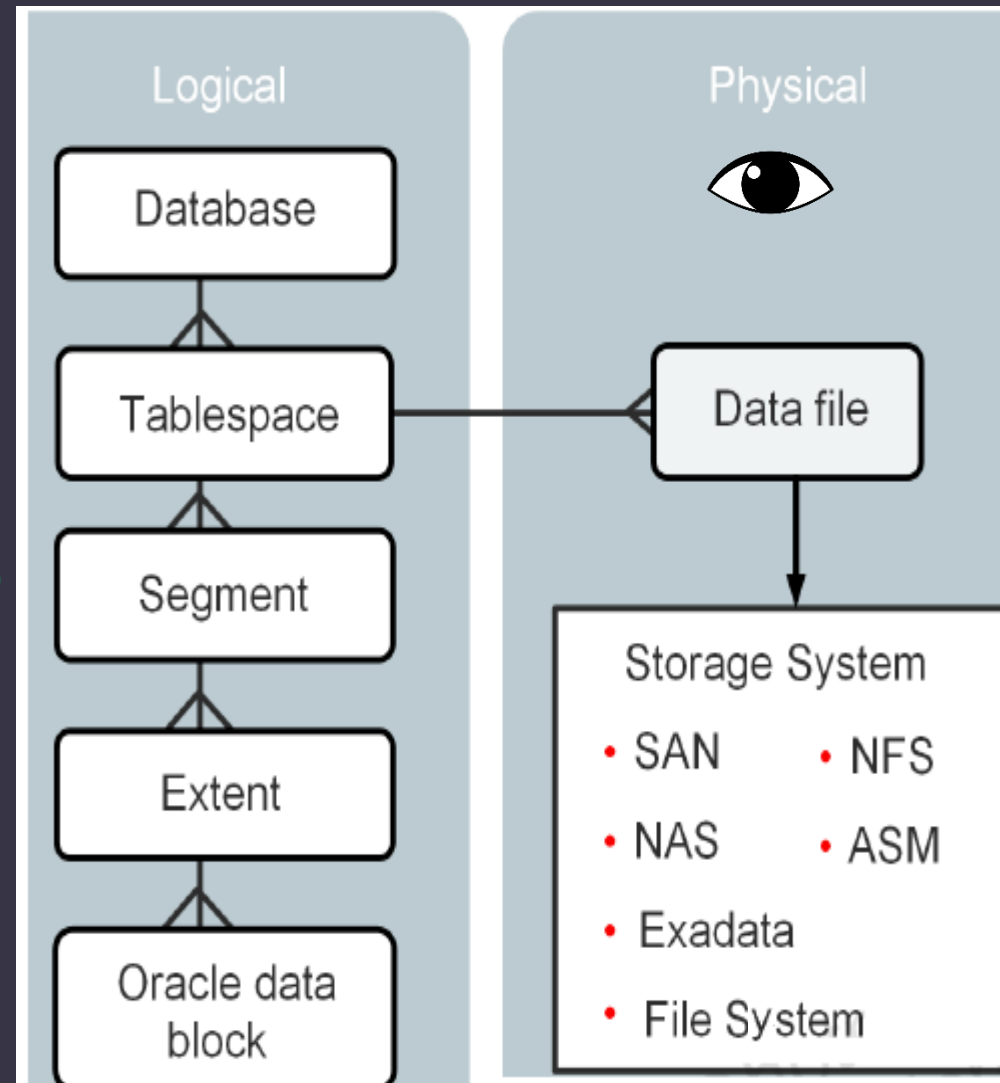 Logical
Database
Tablespace
Segment
Extent
Oracle data
block
Physical
Data file
Storage System
• SAN
• NFS
• NAS
• ASM
• Exadata
• File System